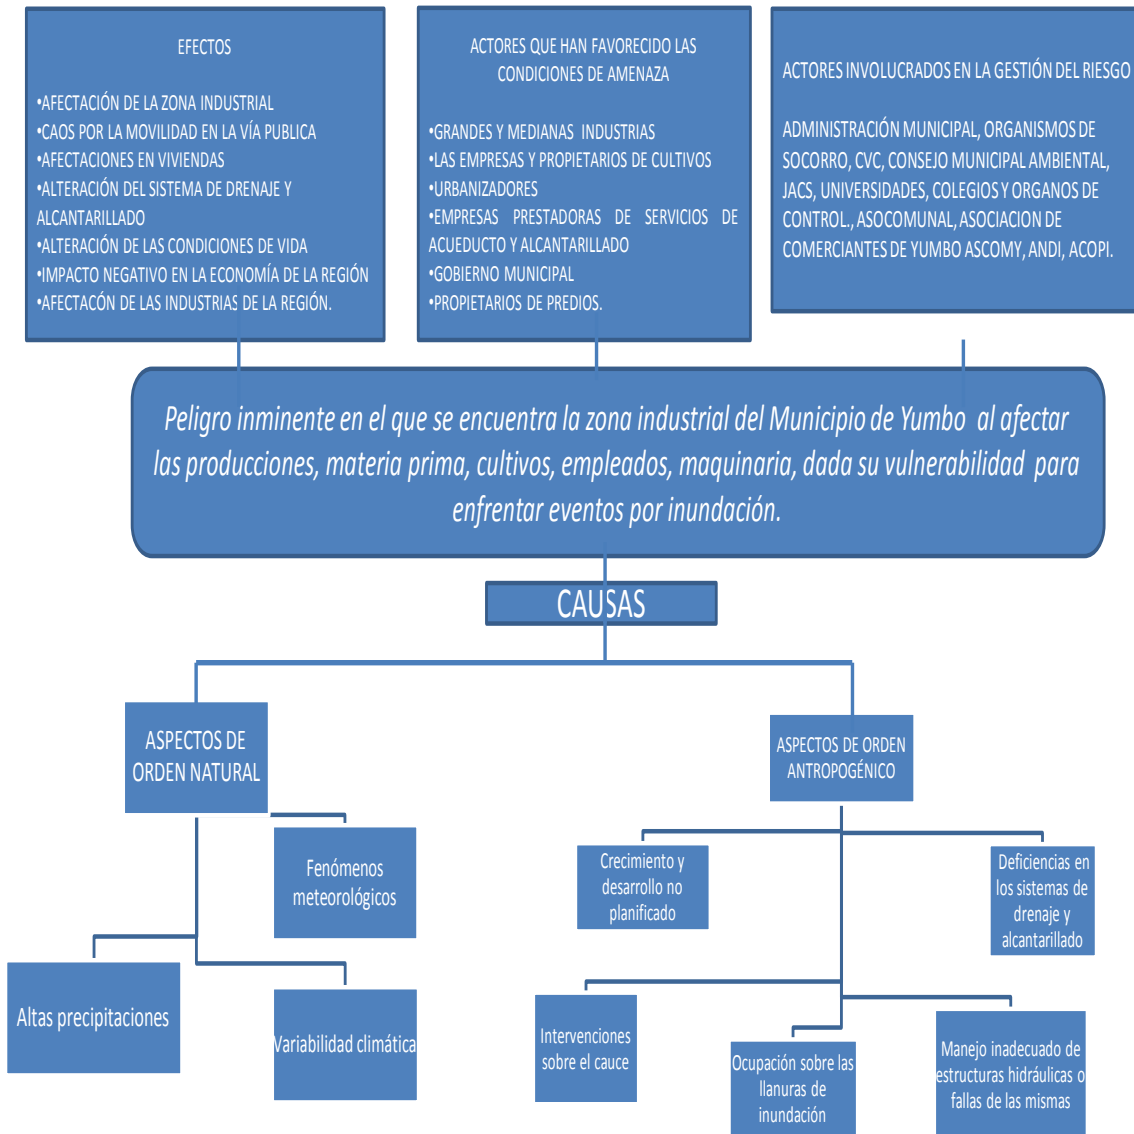 EFECTOS
•AFECTACIÓN DE LA ZONA INDUSTRIAL
•CAOS POR LA MOVILIDAD EN LA VÍA PUBLICA
•AFECTACIONES EN VIVIENDAS
•ALTERACIÓN DEL SISTEMA DE DRENAJE Y
ALCANTARILLADO
•ALTERACIÓN DE LAS CONDICIONES DE VIDA
•IMPACTO NEGATIVO EN LA ECONOMÍA DE LA REGIÓN
•AFECTACÓN DE LAS INDUSTRIAS DE LA REGIÓN.
ACTORES QUE HAN FAVORECIDO LAS
CONDICIONES DE AMENAZA
•GRANDES Y MEDIANAS INDUSTRIAS
•LAS EMPRESAS Y PROPIETARIOS DE CULTIVOS
•URBANIZADORES
•EMPRESAS PRESTADORAS DE SERVICIOS DE
ACUEDUCTO Y ALCANTARILLADO
•GOBIERNO MUNICIPAL
•PROPIETARIOS DE PREDIOS.
ACTORES INVOLUCRADOS EN LA GESTIÓN DEL RIESGO
ADMINISTRACIÓN MUNICIPAL, ORGANISMOS DE
SOCORRO, CVC, CONSEJO MUNICIPAL AMBIENTAL,
JACS, UNIVERSIDADES, COLEGIOS Y ORGANOS DE
CONTROL., ASOCOMUNAL, ASOCIACION DE
COMERCIANTES DE YUMBO ASCOMY, ANDI, ACOPI.
Peligro inminente en el que se encuentra la zona industrial del Municipio de Yumbo al afectar
las producciones, materia prima, cultivos, empleados, maquinaria, dada su vulnerabilidad para
enfrentar eventos por inundación.
CAUSAS
ASPECTOS DE
ORDEN NATURAL
Fenómenos
meteorológicos
Altas precipitaciones
Variabilidad climática
ASPECTOS DE ORDEN
ANTROPOGÉNICO
Crecimiento y
desarrollo no
planificado
Deficiencias en
los sistemas de
drenaje y
alcantarillado
Intervenciones
sobre el cauce
Ocupación sobre las
llanuras de
inundación
Manejo inadecuado de
estructuras hidráulicas o
fallas de las mismas